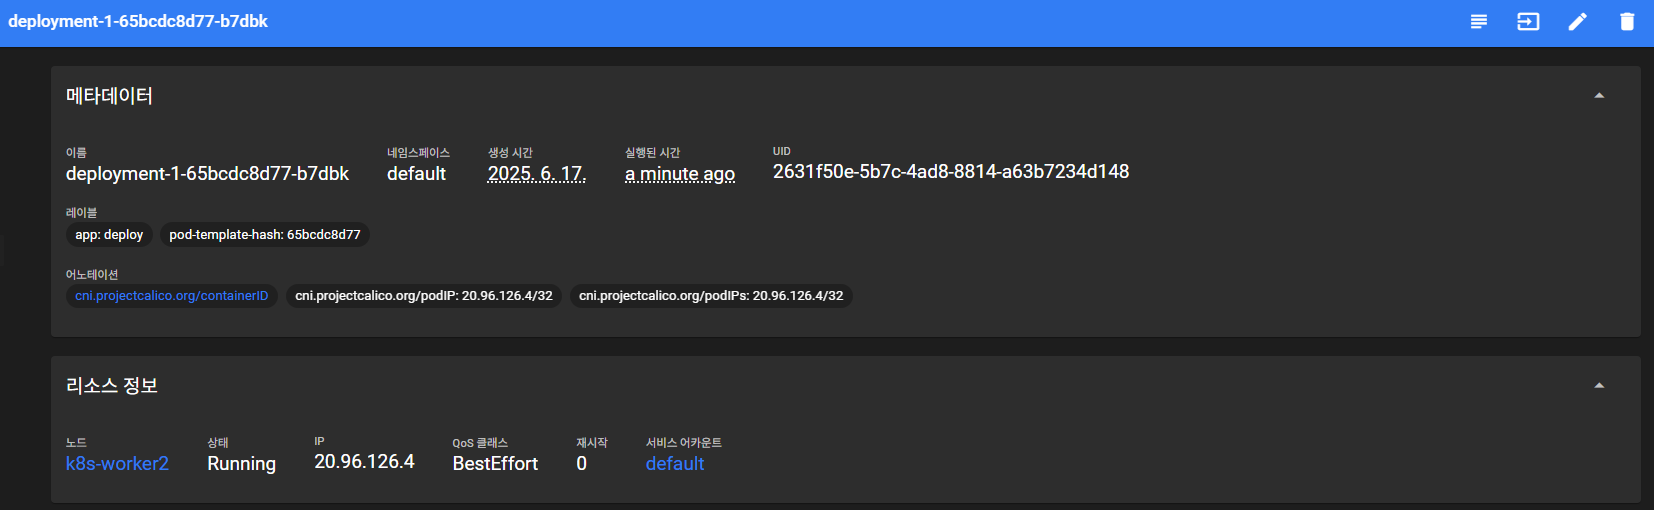 deployment-1-65bcdc8d77-b7dbk
메타데이터
이름 네임스페이스 생성 시간 실행된 시간 UID
deployment-1-65bcdc8d77-b7dbk default 2025. 6. 17. a minute ago 2631f50e-5b7c-4ad8-8814-a63b7234d148
레이블
app: deploy pod-template-hash: 65bcdc8d77
어노테이션
cni.projectcalico.org/containerID cni.projectcalico.org/podIP: 20.96.126.4/32 cni.projectcalico.org/podIPs: 20.96.126.4/32
리소스 정보
노드 상태 IP QoS 클래스 재시작 서비스 어카운트
k8s-worker2 Running 20.96.126.4 BestEffort 0 default